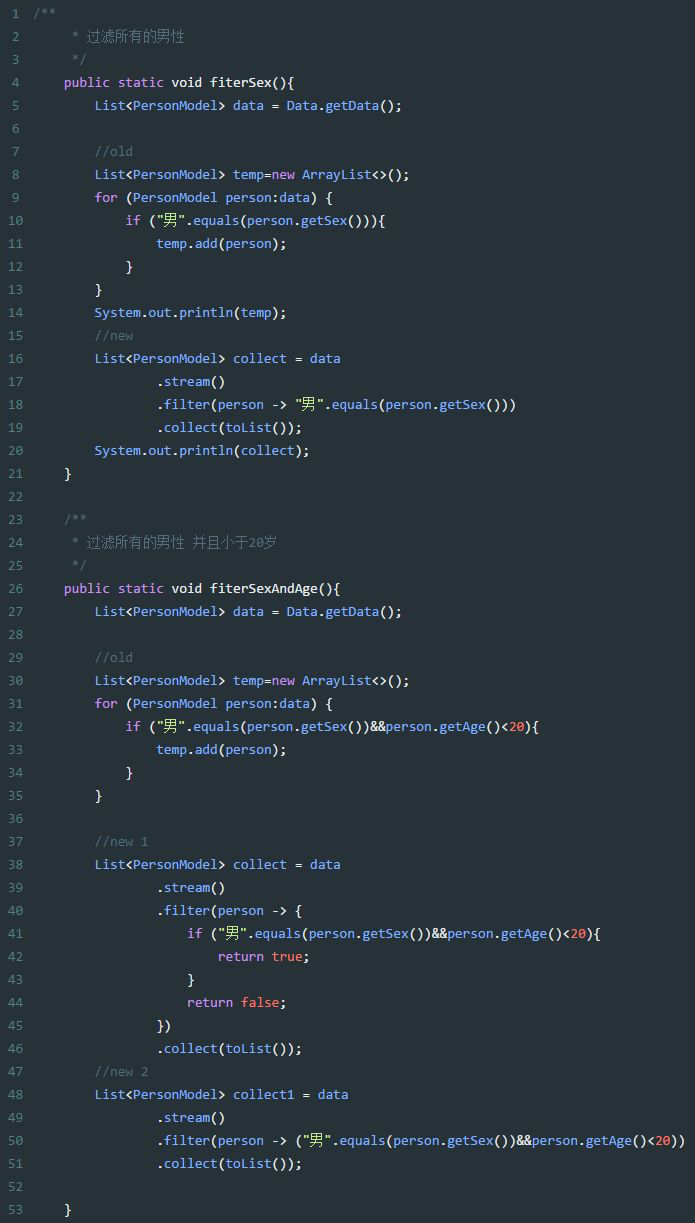 1 /**
2      * 过滤所有的男性
3      */
4     public static void fiterSex(){
5         List<PersonModel> data = Data.getData();
6
7         //old
8         List<PersonModel> temp=new ArrayList<>();
9         for (PersonModel person:data) {
10             if ("男".equals(person.getSex())){
11                 temp.add(person);
12             }
13         }
14         System.out.println(temp);
15         //new
16         List<PersonModel> collect = data
17                 .stream()
18                 .filter(person -> "男".equals(person.getSex()))
19                 .collect(toList());
20         System.out.println(collect);
21     }
22
23     /**
24      * 过滤所有的男性 并且小于20岁
25      */
26     public static void fiterSexAndAge(){
27         List<PersonModel> data = Data.getData();
28
29         //old
30         List<PersonModel> temp=new ArrayList<>();
31         for (PersonModel person:data) {
32             if ("男".equals(person.getSex())&&person.getAge()<20){
33                 temp.add(person);
34             }
35         }
36
37         //new 1
38         List<PersonModel> collect = data
39                 .stream()
40                 .filter(person -> {
41                     if ("男".equals(person.getSex())&&person.getAge()<20){
42                         return true;
43                     }
44                     return false;
45                 })
46                 .collect(toList());
47         //new 2
48         List<PersonModel> collect1 = data
49                 .stream()
50                 .filter(person -> ("男".equals(person.getSex())&&person.getAge()<20))
51                 .collect(toList());
52
53     }